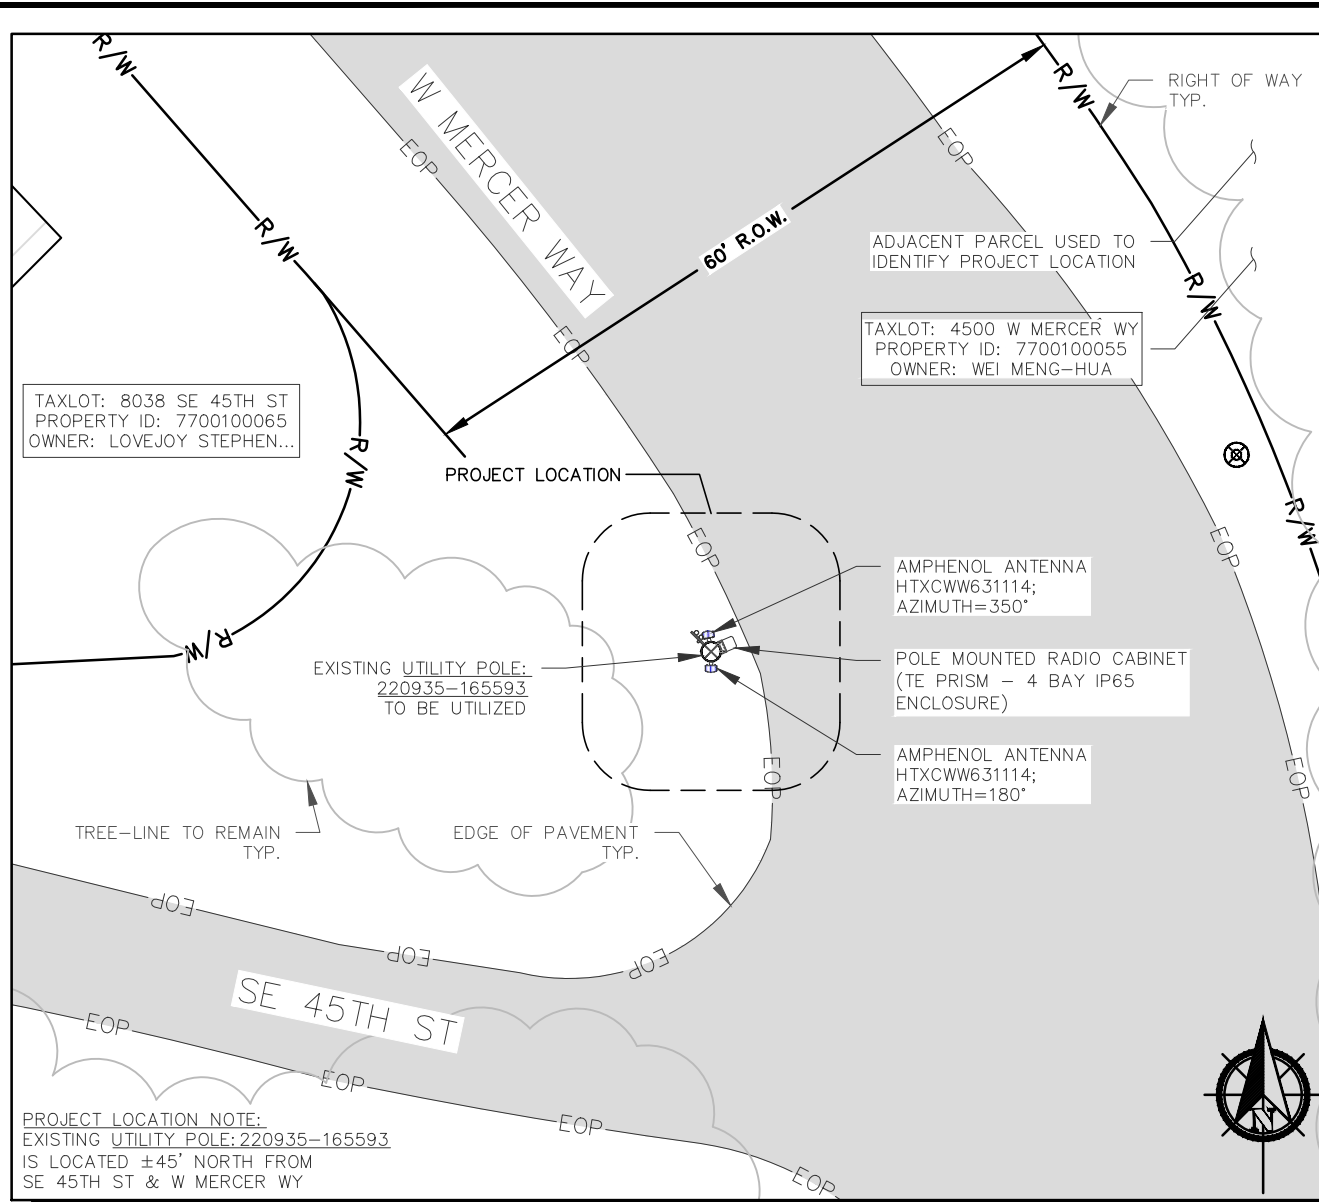 R/W
W MERCER WAY
EOP
EOP
R/W
RIGHT OF WAY
TYP.
R/W
60' R.O.W.
ADJACENT PARCEL USED TO
IDENTIFY PROJECT LOCATION
R/W
EOP
TAXLOT: 4500 W MERCER WY
PROPERTY ID: 7700100055
OWNER: WEI MENG-HUA
TAXLOT: 8038 SE 45TH ST
PROPERTY ID: 7700100065
OWNER: LOVEJOY STEPHEN...
R/W
PROJECT LOCATION
R/W
EOP
EOP
AMPHENOL ANTENNA
HTXCWW631114;
AZIMUTH=350°
R/W
R/W
EXISTING UTILITY POLE:
220935-165593
TO BE UTILIZED
POLE MOUNTED RADIO CABINET
(TE PRISM - 4 BAY IP65
ENCLOSURE)
AMPHENOL ANTENNA
HTXCWW631114;
AZIMUTH=180°
EOP
EOP
TREE-LINE TO REMAIN
TYP.
EDGE OF PAVEMENT
TYP.
EOP
EOP
EOP
SE 45TH ST
EOP
EOP
EOP
EOP
N
PROJECT LOCATION NOTE:
EXISTING UTILITY POLE: 220935-165593
IS LOCATED ±45' NORTH FROM
SE 45TH ST & W MERCER WY